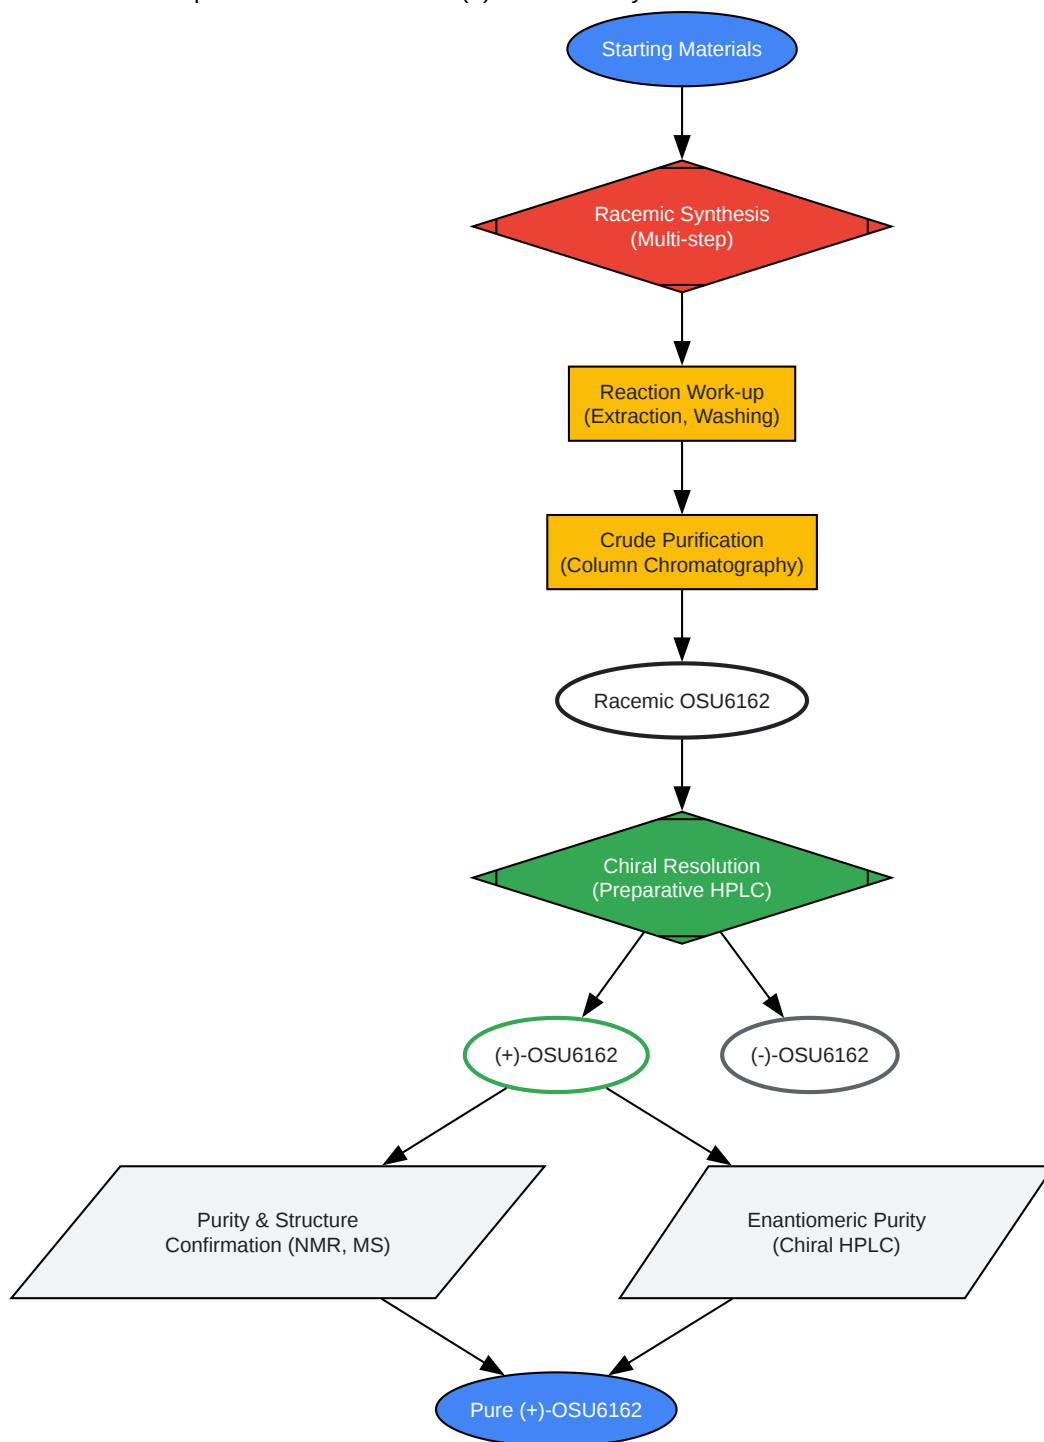 Starting Materials
Racemic Synthesis
(Multi-step)
Reaction Work-up
(Extraction, Washing)
Crude Purification
(Column Chromatography)
Racemic OSU6162
Chiral Resolution
(Preparative HPLC)
(+)-OSU6162
(-)-OSU6162
Purity & Structure
Confirmation (NMR, MS)
Enantiomeric Purity
(Chiral HPLC)
Pure (+)-OSU6162